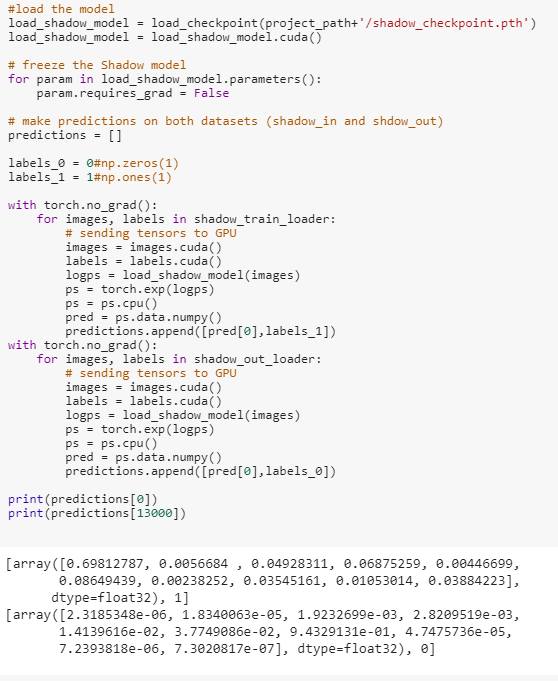 #load the model
load_shadow_model = load_checkpoint(project_path+'/shadow_checkpoint.pth')
load_shadow_model = load_shadow_model.cuda()
# freeze the Shadow model
for param in load_shadow_model.parameters():
    param.requires_grad = False
# make predictions on both datasets (shadow_in and shdow_out)
predictions = []
labels_0 = 0#np.zeros(1)
labels_1 = 1#np.ones(1)
with torch.no_grad():
    for images, labels in shadow_train_loader:
        # sending tensors to GPU
        images = images.cuda()
        labels = labels.cuda()
        logps = load_shadow_model(images)
        ps = torch.exp(logps)
        ps = ps.cpu()
        pred = ps.data.numpy()
        predictions.append([pred[0],labels_1])
with torch.no_grad():
    for images, labels in shadow_out_loader:
        # sending tensors to GPU
        images = images.cuda()
        labels = labels.cuda()
        logps = load_shadow_model(images)
        ps = torch.exp(logps)
        ps = ps.cpu()
        pred = ps.data.numpy()
        predictions.append([pred[0],labels_0])
print(predictions[0])
print(predictions[13000])
[array([0.69812787, 0.0056684 , 0.04928311, 0.06875259, 0.00446699,
       0.08649439, 0.00238252, 0.03545161, 0.01053014, 0.03884223],
      dtype=float32), 1]
[array([2.3185348e-06, 1.8340063e-05, 1.9232699e-03, 2.8209519e-03,
       1.4139616e-02, 3.7749086e-02, 9.4329131e-01, 4.7475736e-05,
       7.2393818e-06, 7.3020817e-07], dtype=float32), 0]